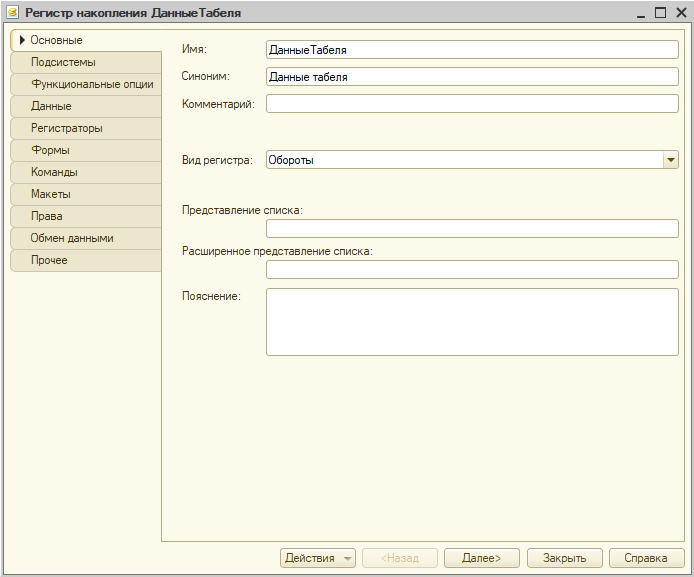 Регистр накопления ДанныеТабеля
Основные
Подсистемы
Функциональные опции
Данные
Регистраторы
Формы
Команды
Макеты
Права
Обмен данными
Прочее
Имя: ДанныеТабеля
Синоним: Данные табеля
Комментарий:
Вид регистра: Обороты
Представление списка:
Расширенное представление списка:
Пояснение:
Действия <Назад Далее> Закрыть Справка